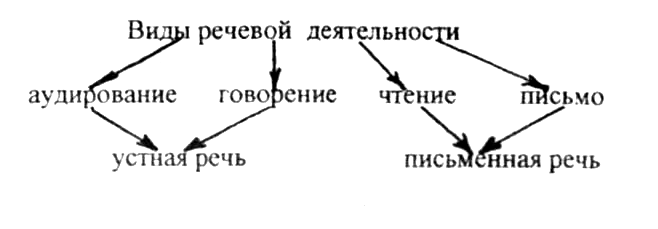 Виды речевой деятельности
аудирование говорение чтение письмо
устная речь письменная речь